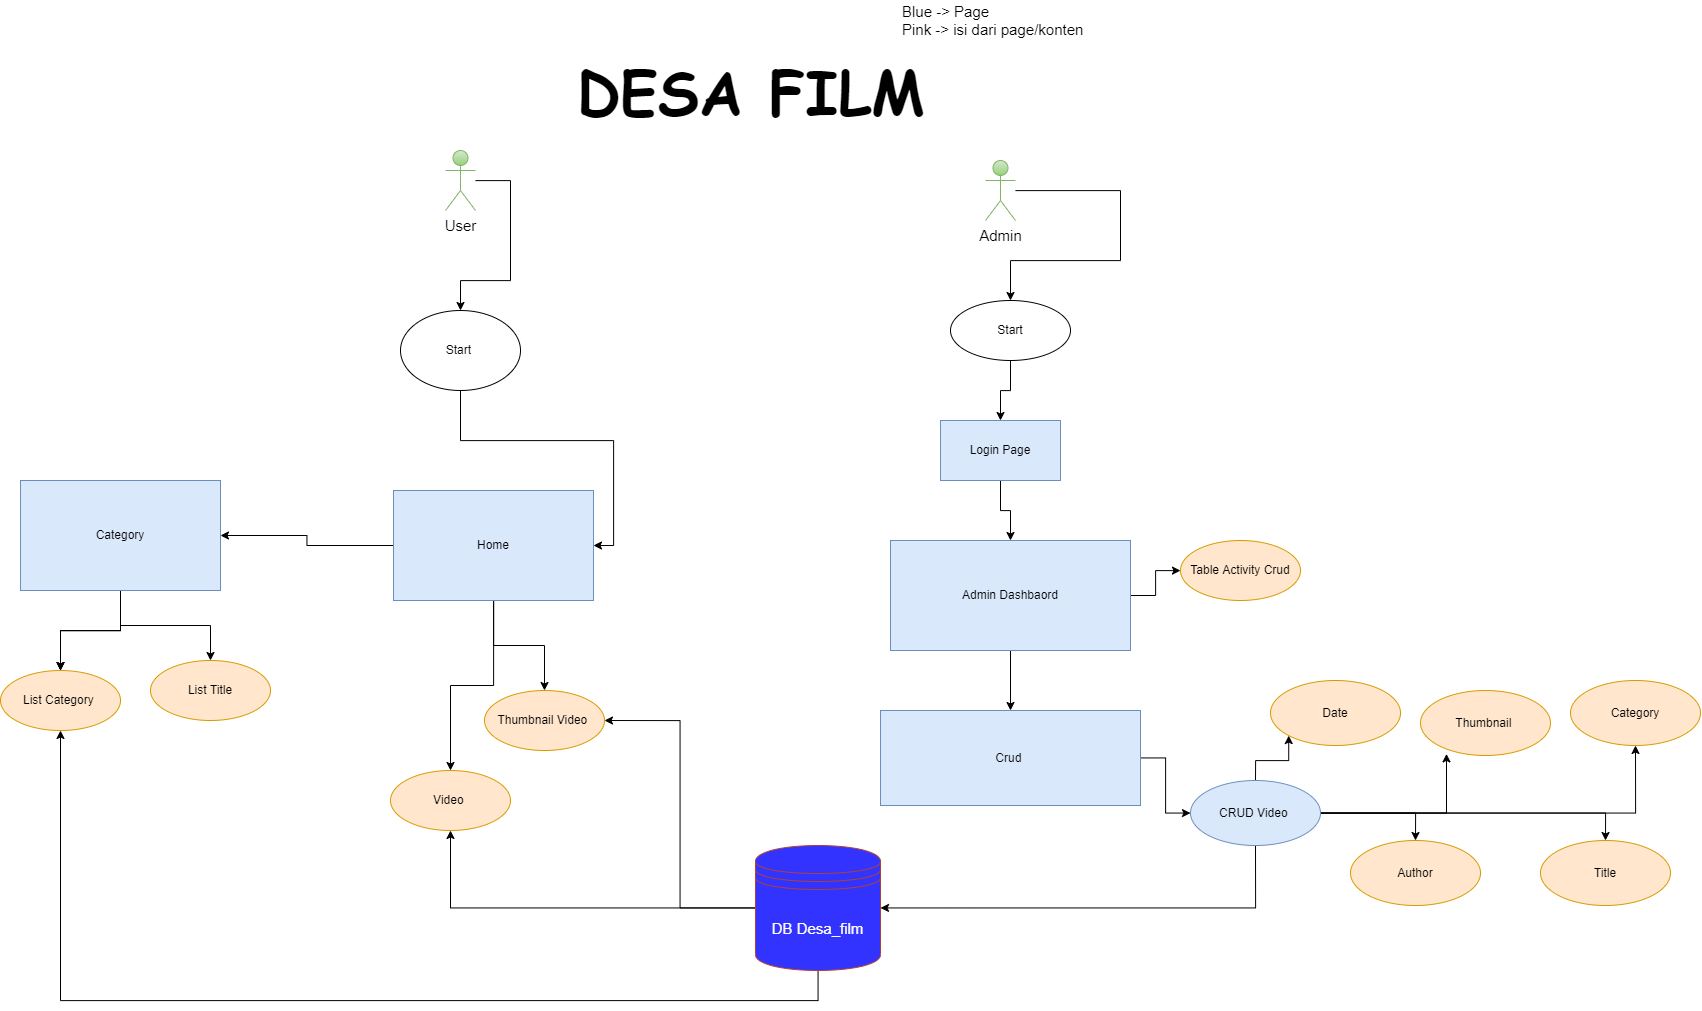 Blue -> Page
Pink -> isi dari page/konten
DESA FILM
User
Admin
Start
Start
Login Page
Category
Home
Admin Dashbaord
Table Activity Crud
List Category
List Title
Thumbnail Video
Video
Crud
Date
Thumbnail
Category
CRUD Video
Author
Title
DB Desa_film